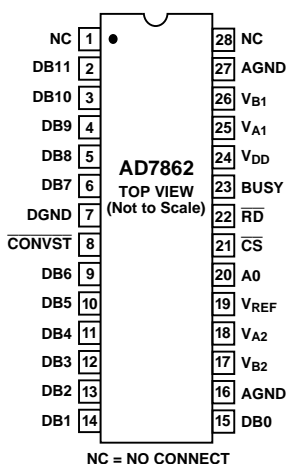 NC 1 28 NC
DB11 2 27 AGND
DB10 3 26 VB1
DB9 4 25 VA1
DB8 5 24 VDD
AD7862
DB7 6 TOP VIEW 23 BUSY
DGND 7 (Not to Scale) 22 R̅D̅
C̅O̅N̅V̅S̅T̅ 8 21 C̅S̅
DB6 9 20 A0
DB5 10 19 VREF
DB4 11 18 VA2
DB3 12 17 VB2
DB2 13 16 AGND
DB1 14 15 DB0
NC = NO CONNECT